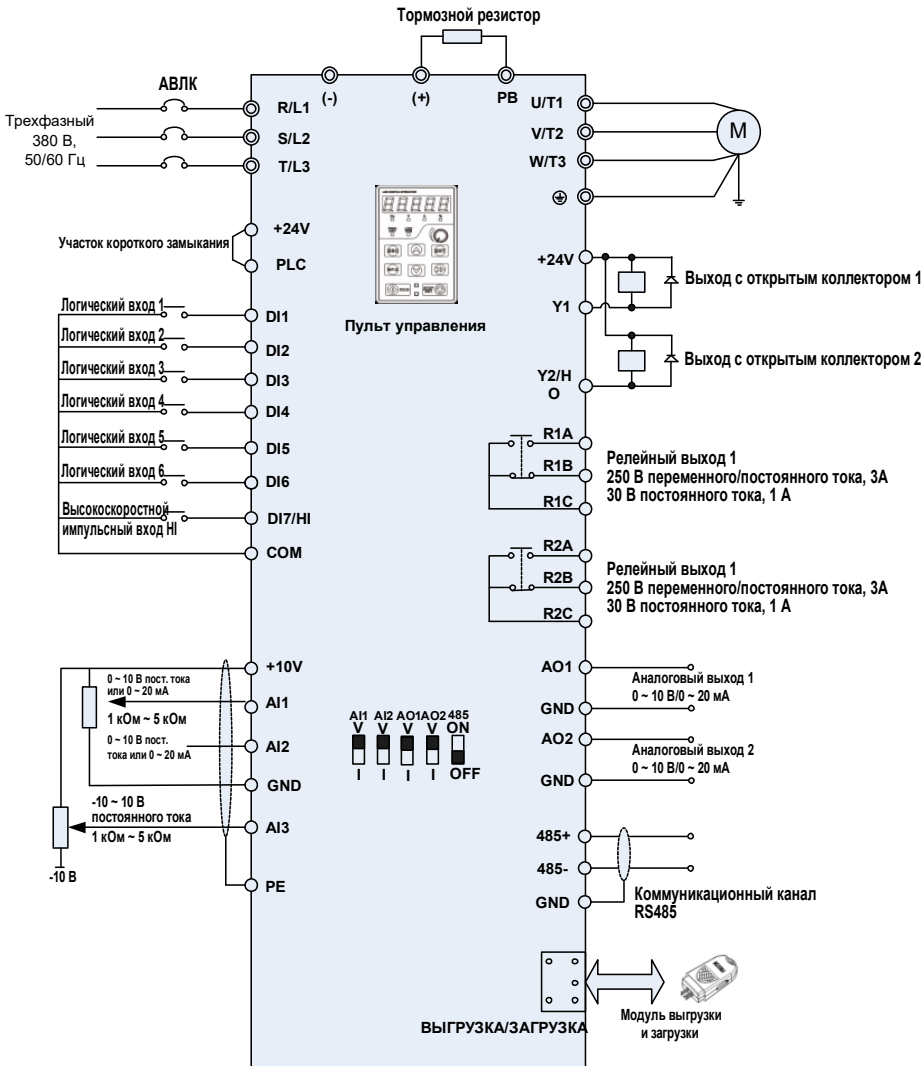 Тормозной резистор
АВЛК
(-)
(+)
PB
R/L1
S/L2
T/L3
Трехфазный
380 В,
50/60 Гц
U/T1
V/T2
W/T3
M
+24V
PLC
Участок короткого замыкания
Пульт управления
+24V
Y1
Выход с открытым коллектором 1
Y2/H
O
Выход с открытым коллектором 2
Логический вход 1
DI1
Логический вход 2
DI2
Логический вход 3
DI3
Логический вход 4
DI4
Логический вход 5
DI5
Логический вход 6
DI6
Высокоскоростной
импульсный вход HI
DI7/HI
COM
R1A
R1B
R1C
Релейный выход 1
250 В переменного/постоянного тока, 3А
30 В постоянного тока, 1 А
R2A
R2B
R2C
Релейный выход 1
250 В переменного/постоянного тока, 3А
30 В постоянного тока, 1 А
+10V
0 ~ 10 В пост. тока
или 0 ~ 20 мА
AI1
1 кОм ~ 5 кОм
0 ~ 10 В пост.
тока или 0 ~ 20 мА
AI2
GND
-10 ~ 10 В
постоянного тока
AI3
1 кОм ~ 5 кОм
-10 В
PE
AI1 AI2 AO1 AO2 485
V V V V ON
I I I I OFF
AO1
Аналоговый выход 1
0 ~ 10 В/0 ~ 20 мА
GND
AO2
Аналоговый выход 2
0 ~ 10 В/0 ~ 20 мА
GND
485+
485-
GND
Коммуникационный канал
RS485
ВЫГРУЗКА/ЗАГРУЗКА
Модуль выгрузки
и загрузки